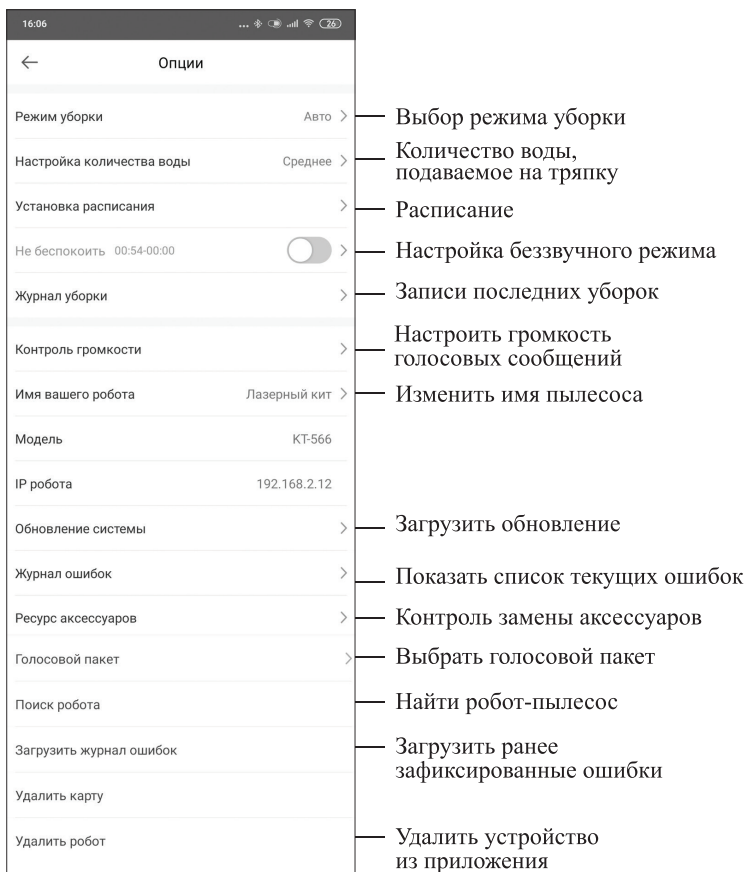 16:06 ... 26
Опции
Режим уборки Авто
Выбор режима уборки
Настройка количества воды Среднее
Количество воды,
подаваемое на тряпку
Установка расписания
Расписание
Не беспокоить 00:54-00:00
Настройка беззвучного режима
Журнал уборки
Записи последних уборок
Контроль громкости
Настроить громкость
голосовых сообщений
Имя вашего робота Лазерный кит
Изменить имя пылесоса
Модель КТ-566
IP робота 192.168.2.12
Обновление системы
Загрузить обновление
Журнал ошибок
Показать список текущих ошибок
Ресурс аксессуаров
Контроль замены аксессуаров
Голосовой пакет
Выбрать голосовой пакет
Поиск робота
Найти робот-пылесос
Загрузить журнал ошибок
Загрузить ранее
зафиксированные ошибки
Удалить карту
Удалить робот
Удалить устройство
из приложения